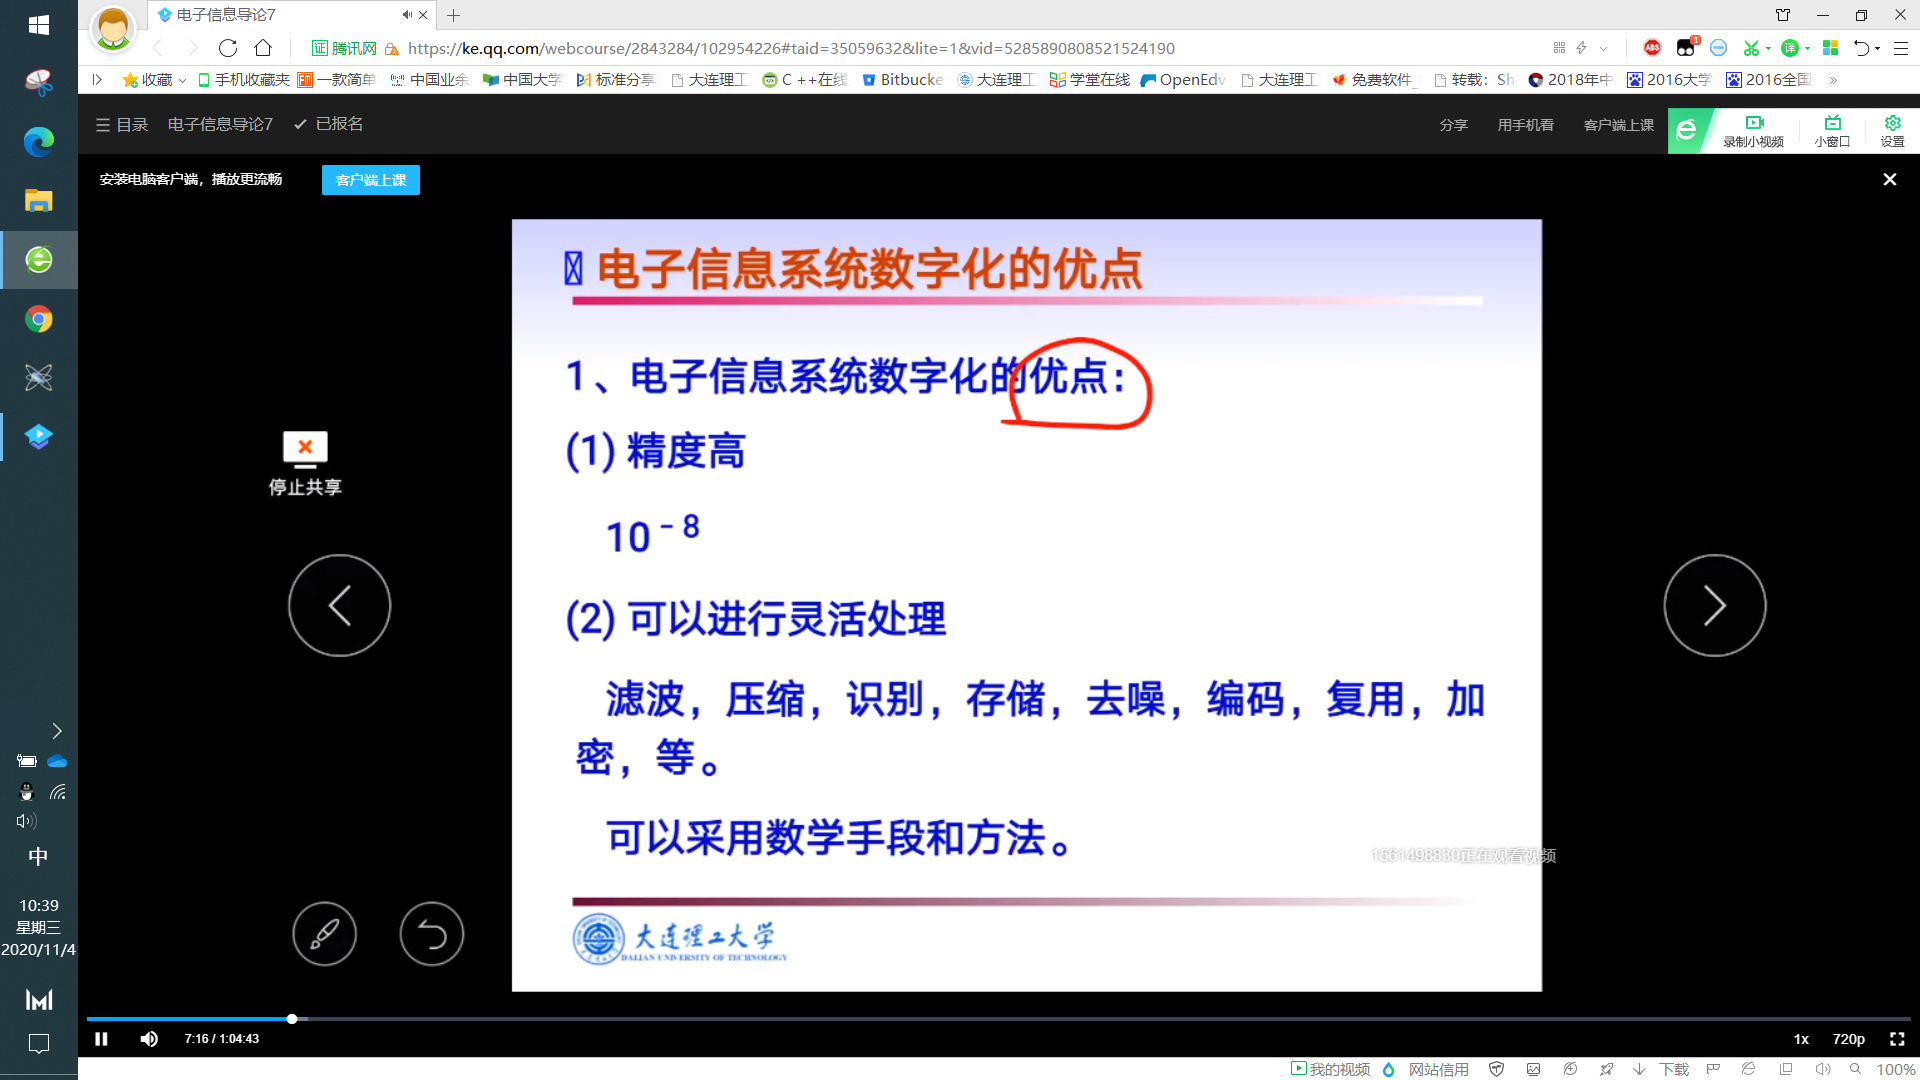 电子信息导论7
证 腾讯网 https://ke.qq.com/webcourse/2843284/102954226#taid=35059632&lite=1&vid=5285890808521524190
收藏 手机收藏夹 一款简单 中国业余 中国大学 标准分享 大连理工 C ++在线 Bitbucke 大连理工 学堂在线 OpenEdv 大连理工 免费软件 转载：Sh 2018年中 2016大学 2016全国 »
目录 电子信息导论7 已报名
分享 用手机看 客户端上课
录制小视频 小窗口 设置
安装电脑客户端，播放更流畅 客户端上课
电子信息系统数字化的优点
1、电子信息系统数字化的优点：
(1) 精度高
10⁻⁸
(2) 可以进行灵活处理
滤波，压缩，识别，存储，去噪，编码，复用，加
密，等。
可以采用数学手段和方法。
1561498830正在观看视频
大连理工大学
DALIAN UNIVERSITY OF TECHNOLOGY
停止共享
7:16 / 1:04:43
1x 720p
我的视频 网站信用 下载 100%
中
10:39
星期三
2020/11/4